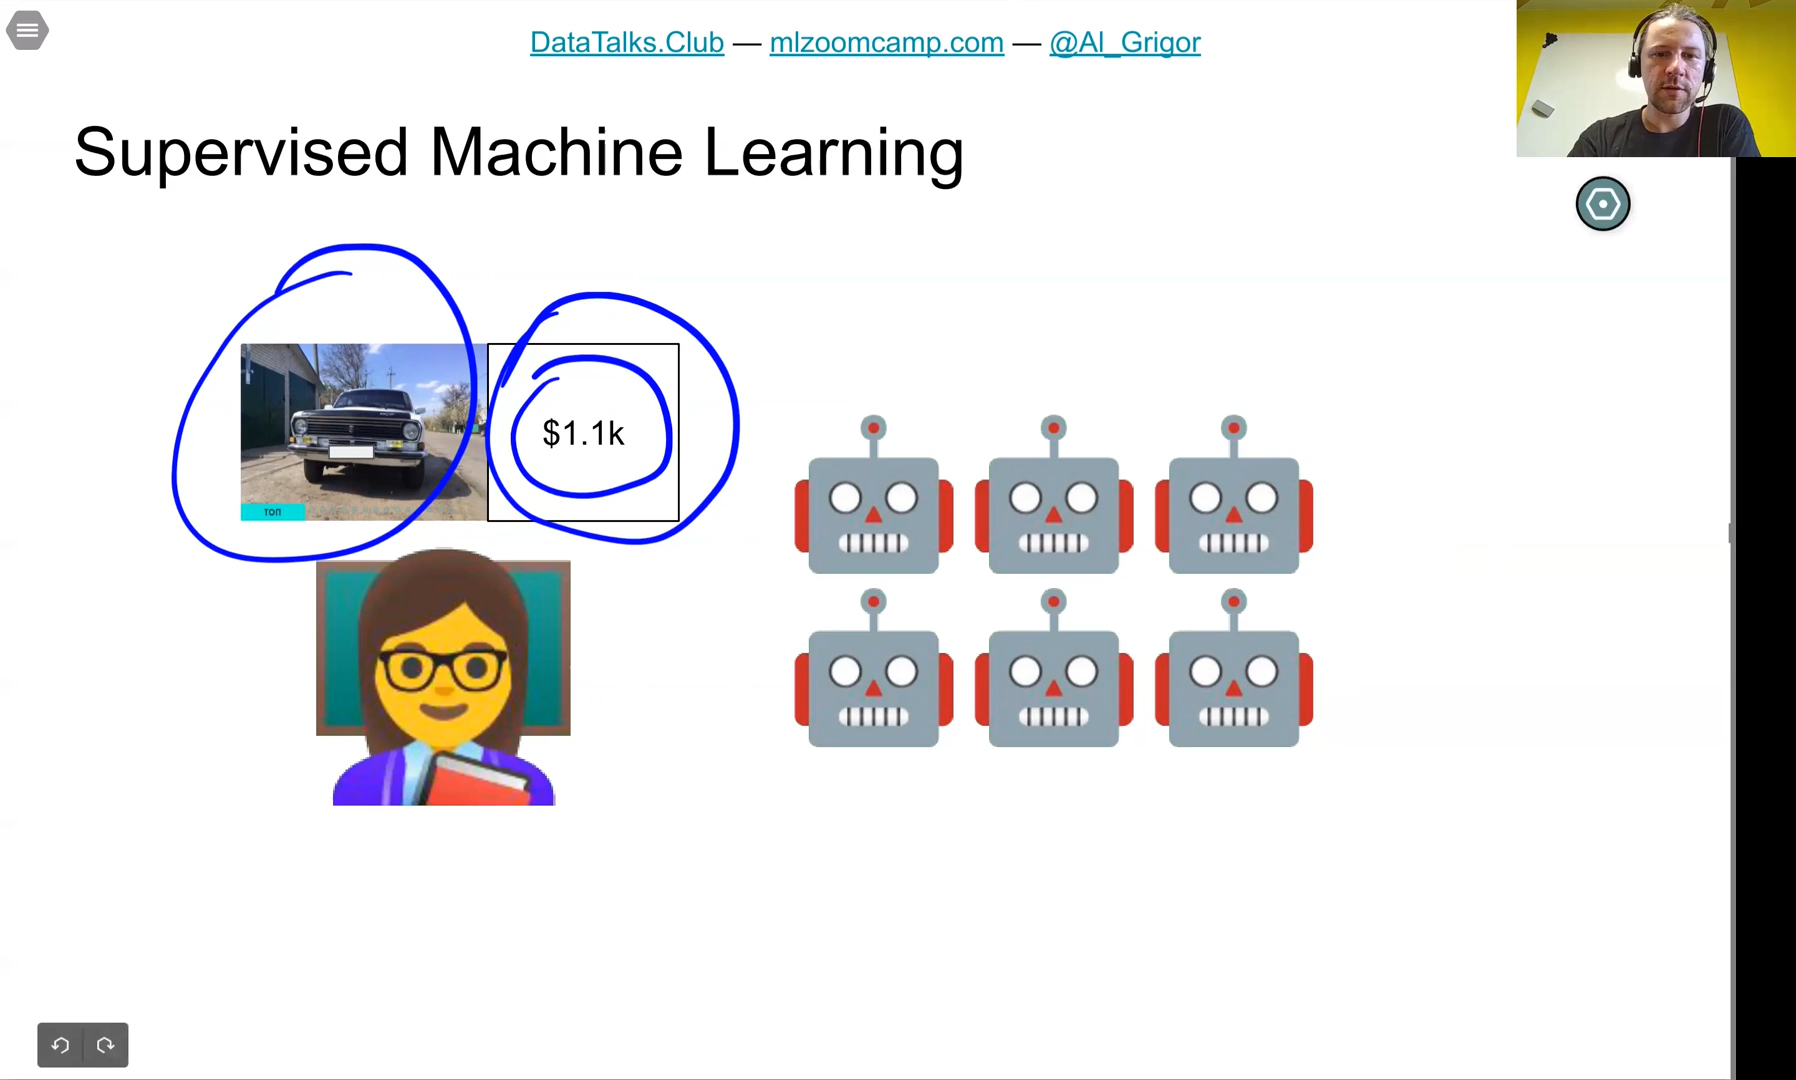 DataTalks.Club — mlzoomcamp.com — @Al_Grigor
Supervised Machine Learning
$1.1k
топ